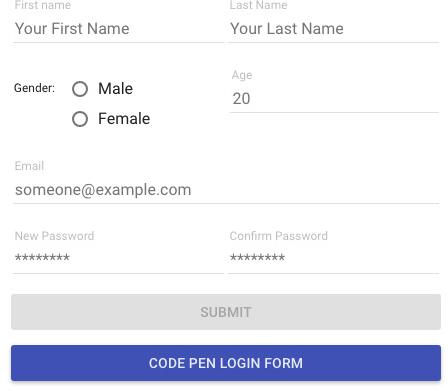 First name Last Name
Your First Name Your Last Name
Age
Gender: Male
20
Female
Email
someone@example.com
New Password Confirm Password
******** ********
SUBMIT
CODE PEN LOGIN FORM